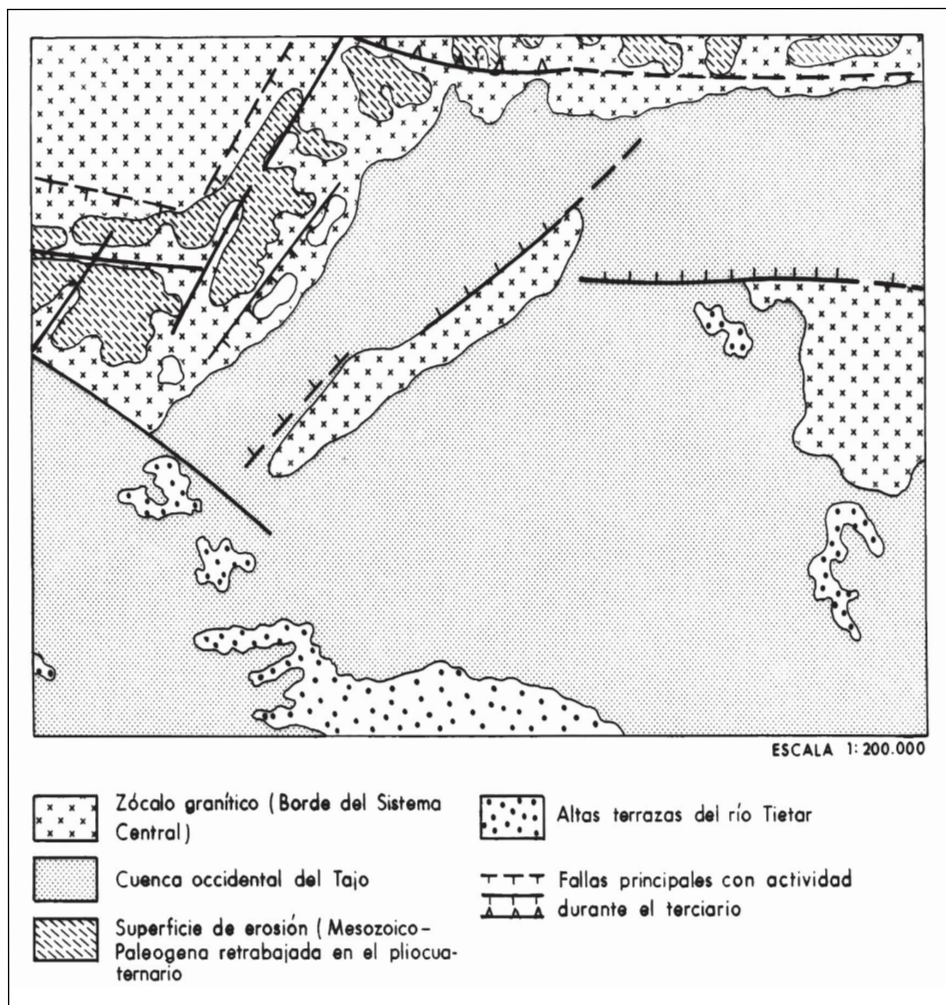 ESCALA 1:200.000
Zócalo granítico (Borde del Sistema
Central)
Cuenca occidental del Tajo
Superficie de erosión (Mesozoico-
Paleogena retrabajada en el pliocua-
ternario
Altas terrazas del río Tietar
Fallas principales con actividad
durante el terciario